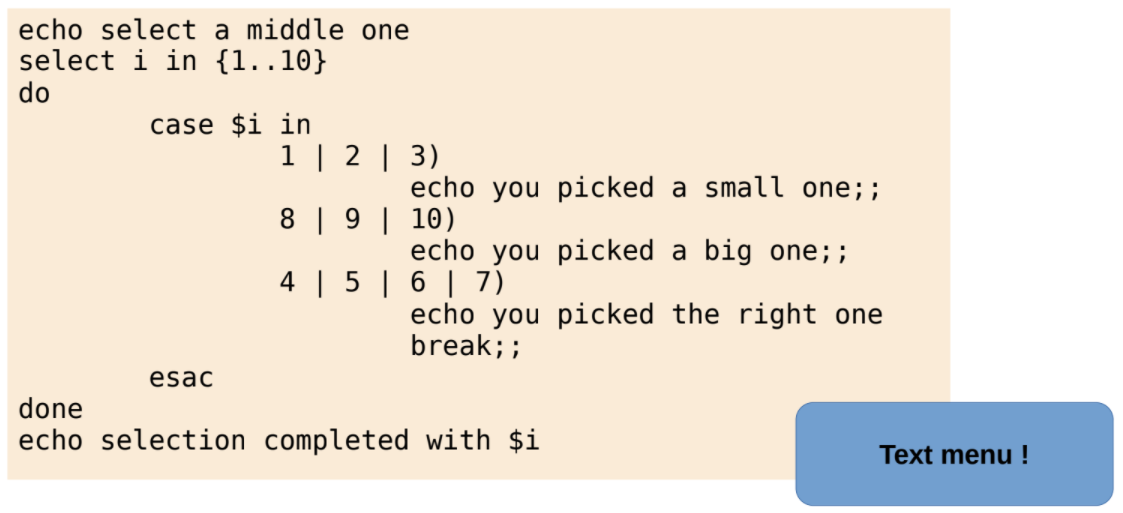 echo select a middle one
select i in {1..10}
do
        case $i in
                1 | 2 | 3)
                        echo you picked a small one;;
                8 | 9 | 10)
                        echo you picked a big one;;
                4 | 5 | 6 | 7)
                        echo you picked the right one
                        break;;
        esac
done
echo selection completed with $i
Text menu !